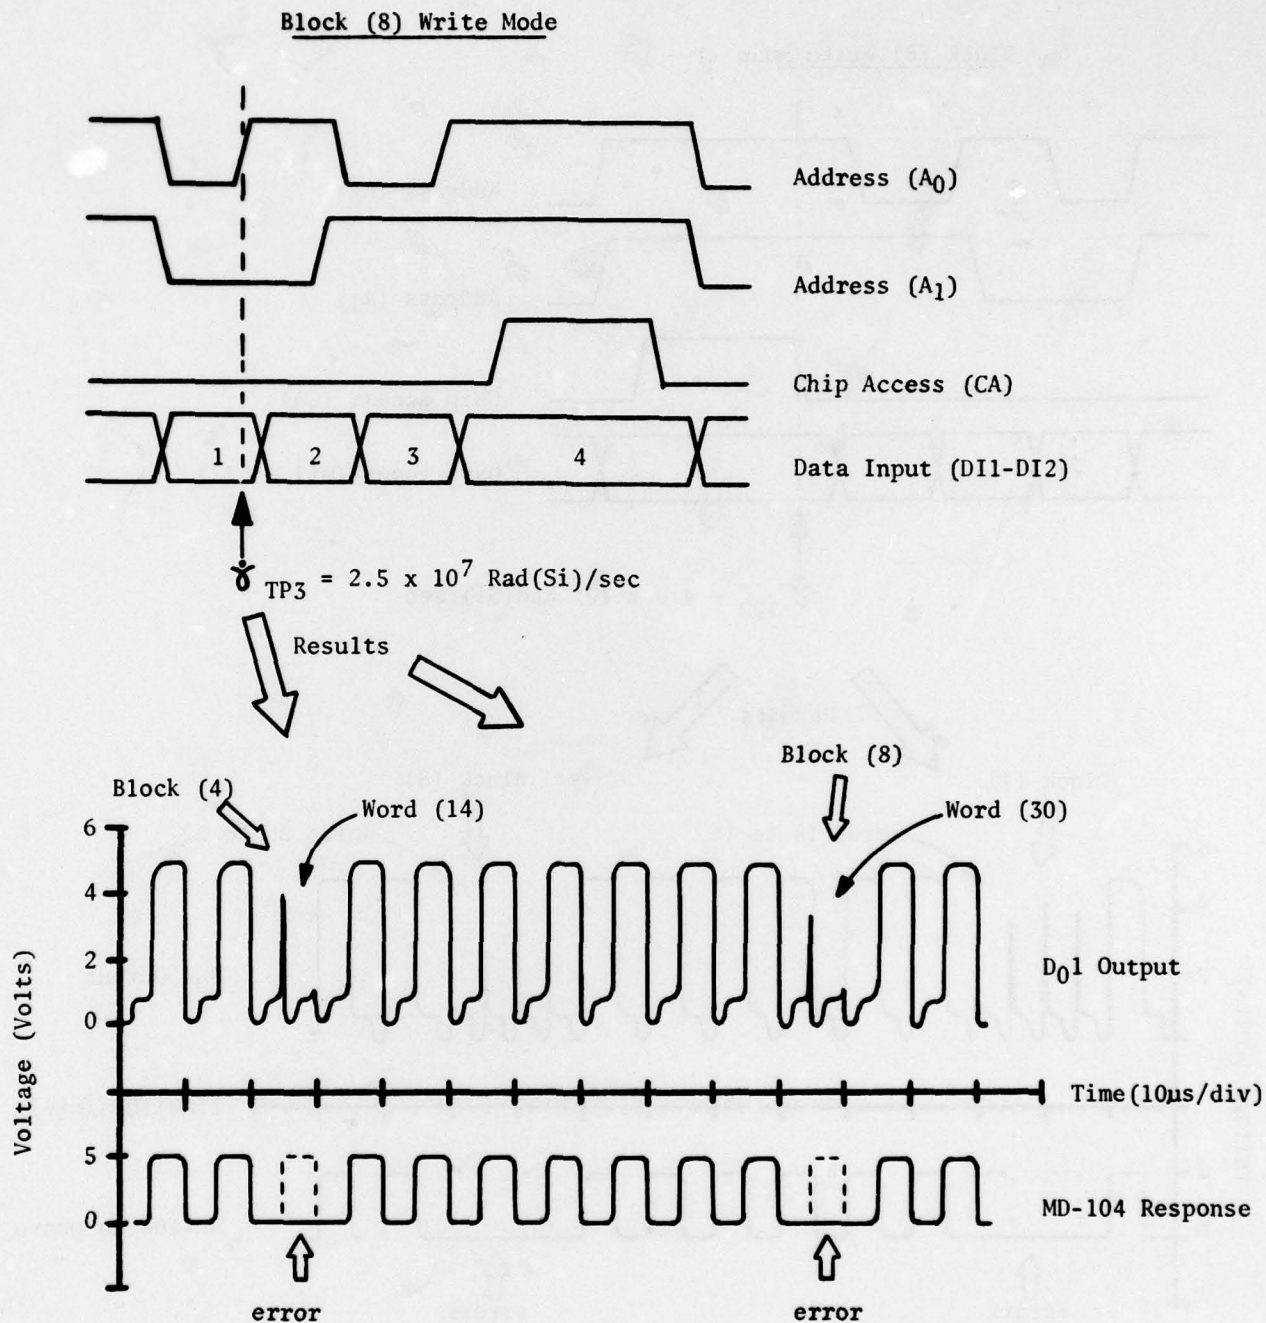 Block (8) Write Mode
Address (A0)
Address (A1)
Chip Access (CA)
1 2 3 4
Data Input (DI1-DI2)
γ̇ TP3 = 2.5 x 10^7 Rad(Si)/sec
Results
Block (8)
Block (4)
Word (14)
Word (30)
6
4
2
0
Voltage (Volts)
D01 Output
Time(10µs/div)
5
0
MD-104 Response
error
error